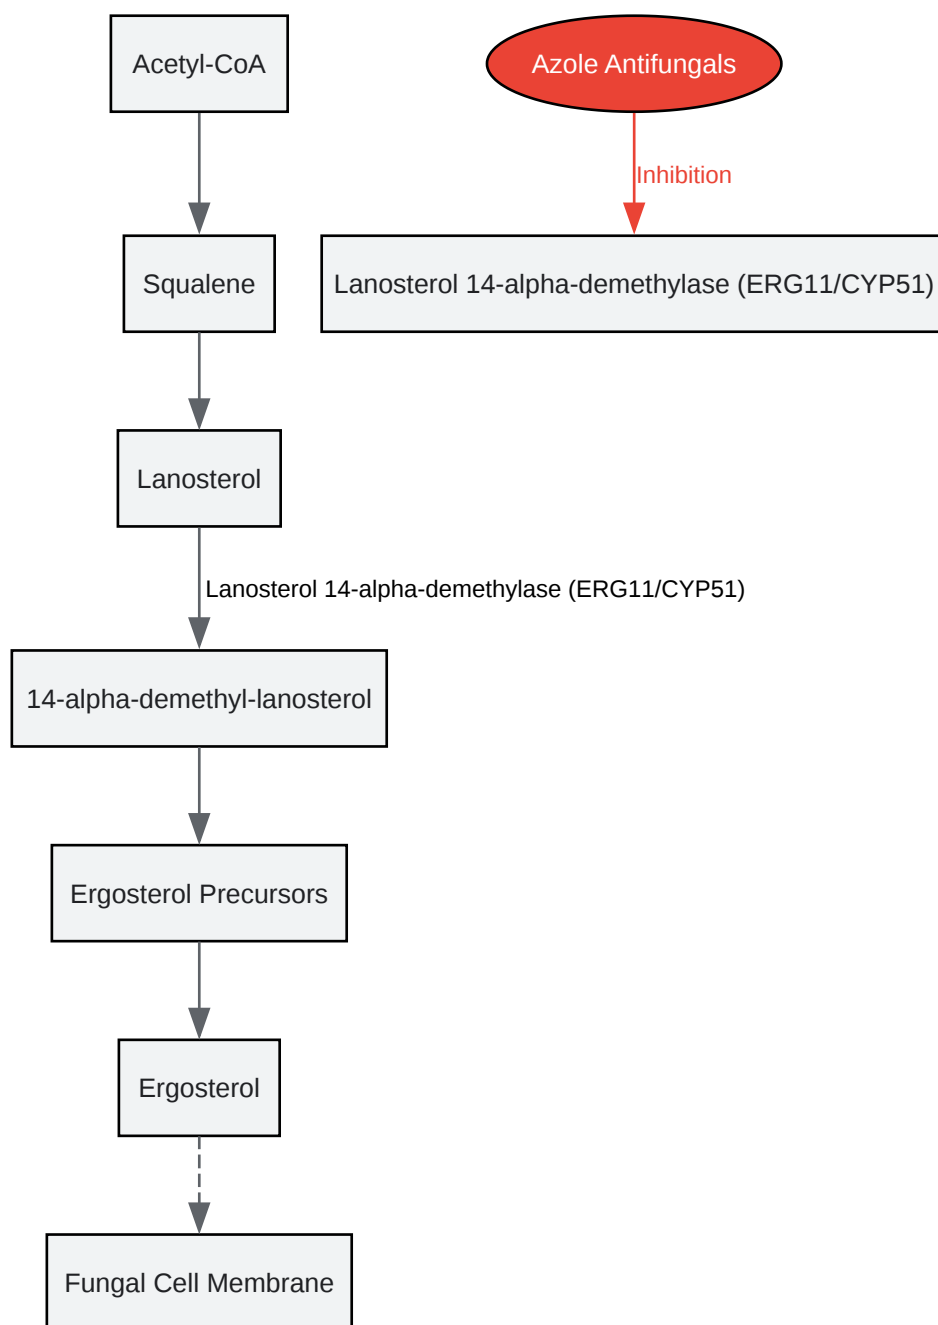 Acetyl-CoA
Azole Antifungals
Inhibition
Squalene
Lanosterol 14-alpha-demethylase (ERG11/CYP51)
Lanosterol
Lanosterol 14-alpha-demethylase (ERG11/CYP51)
14-alpha-demethyl-lanosterol
Ergosterol Precursors
Ergosterol
Fungal Cell Membrane